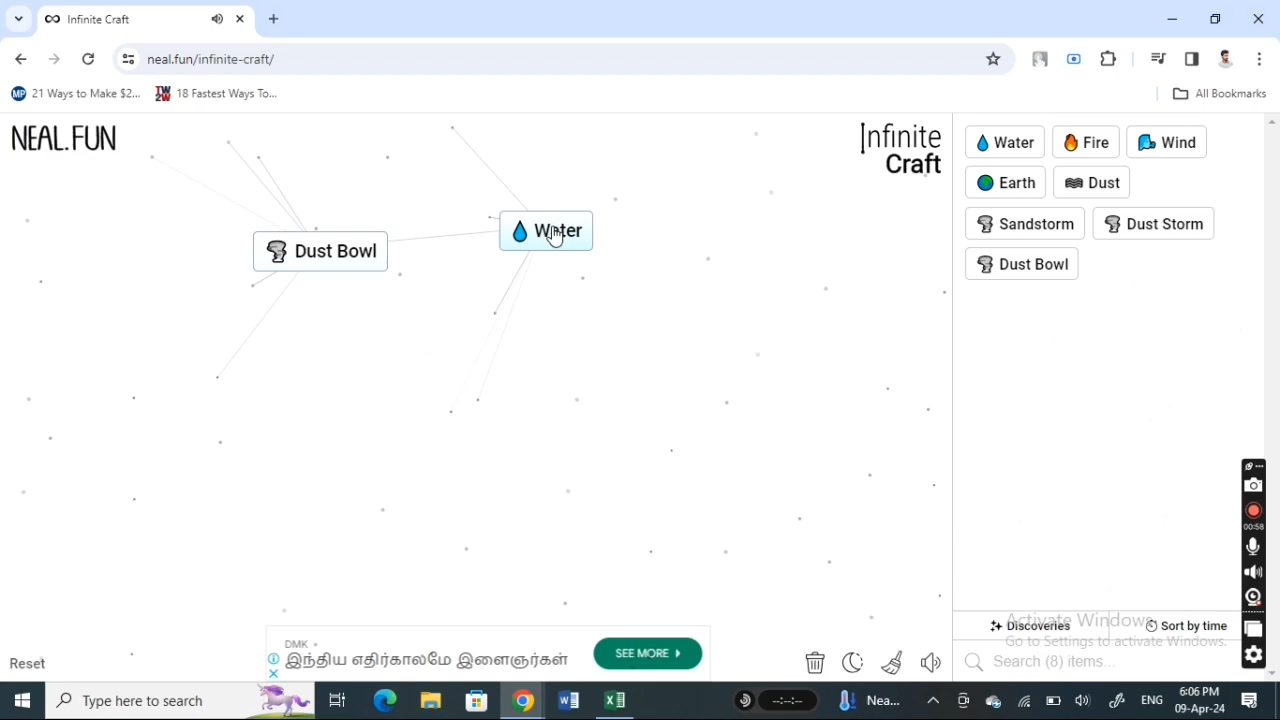 Infinite Craft
neal.fun/infinite-craft/
21 Ways to Make $2...
18 Fastest Ways To...
All Bookmarks
NEAL.FUN
Infinite
Craft
Water
Fire
Wind
Earth
Dust
Sandstorm
Dust Storm
Dust Bowl
Dust Bowl
Water
00:58
Discoveries
Sort by time
Activate Windows
Go to Settings to activate Windows.
Search (8) items...
DMK
இந்திய எதிர்காலமே இளைஞர்கள்
SEE MORE
Reset
Type here to search
--:--:--
Nea...
ENG
6:06 PM
09-Apr-24